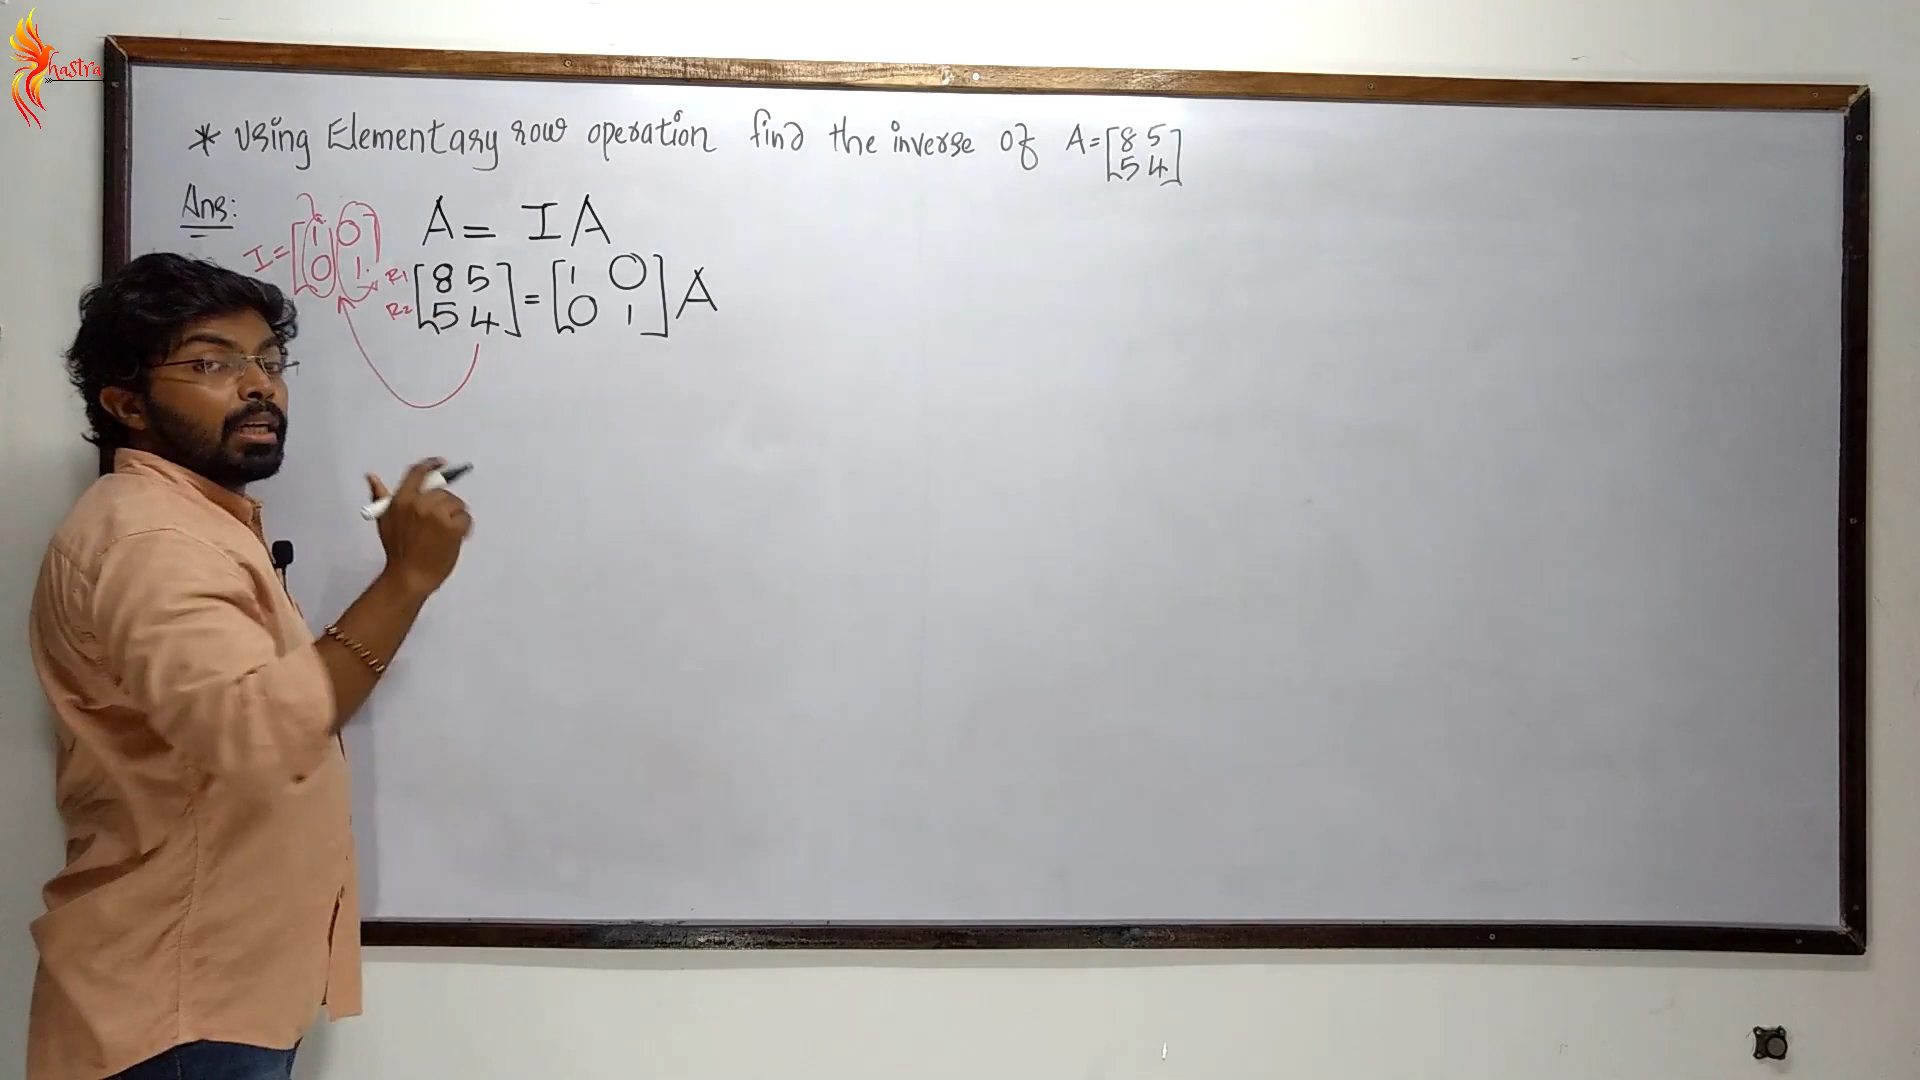 hastra
* Using Elementary row operation find the inverse of A=[8 5
5 4]
Ans:
I=[1 0
0 1]
A= IA
R1 [8 5
R2 5 4] = [1 0
0 1] A